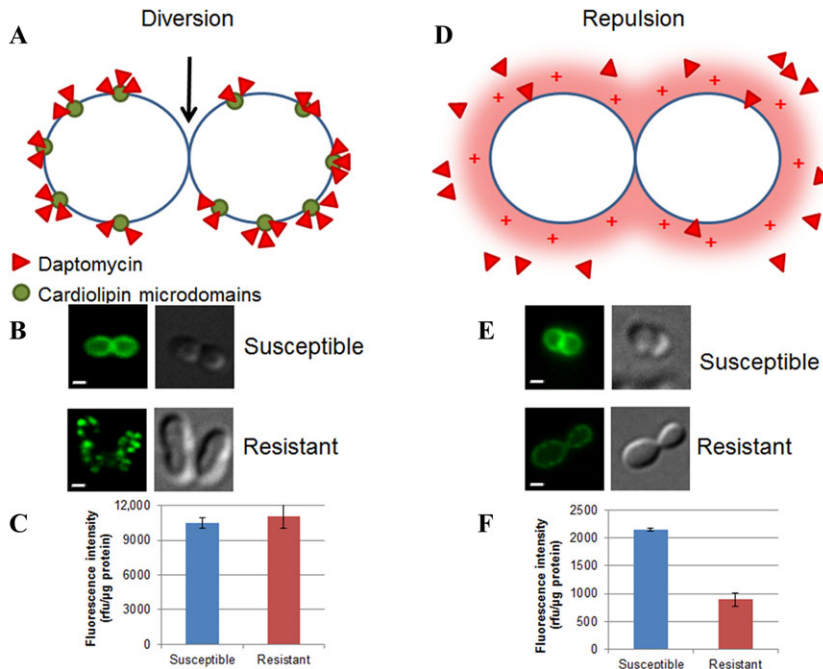 Diversion
A
Daptomycin
Cardiolipin microdomains
B
Susceptible
Resistant
C
Fluorescence intensity
(rfu/µg protein)
12,000
9000
6000
3000
0
Susceptible Resistant
Repulsion
D
+ + + +
+ +
+ + + +
E
Susceptible
Resistant
F
Fluorescence intensity
(rfu/µg protein)
2500
2000
1500
1000
500
0
Susceptible Resistant